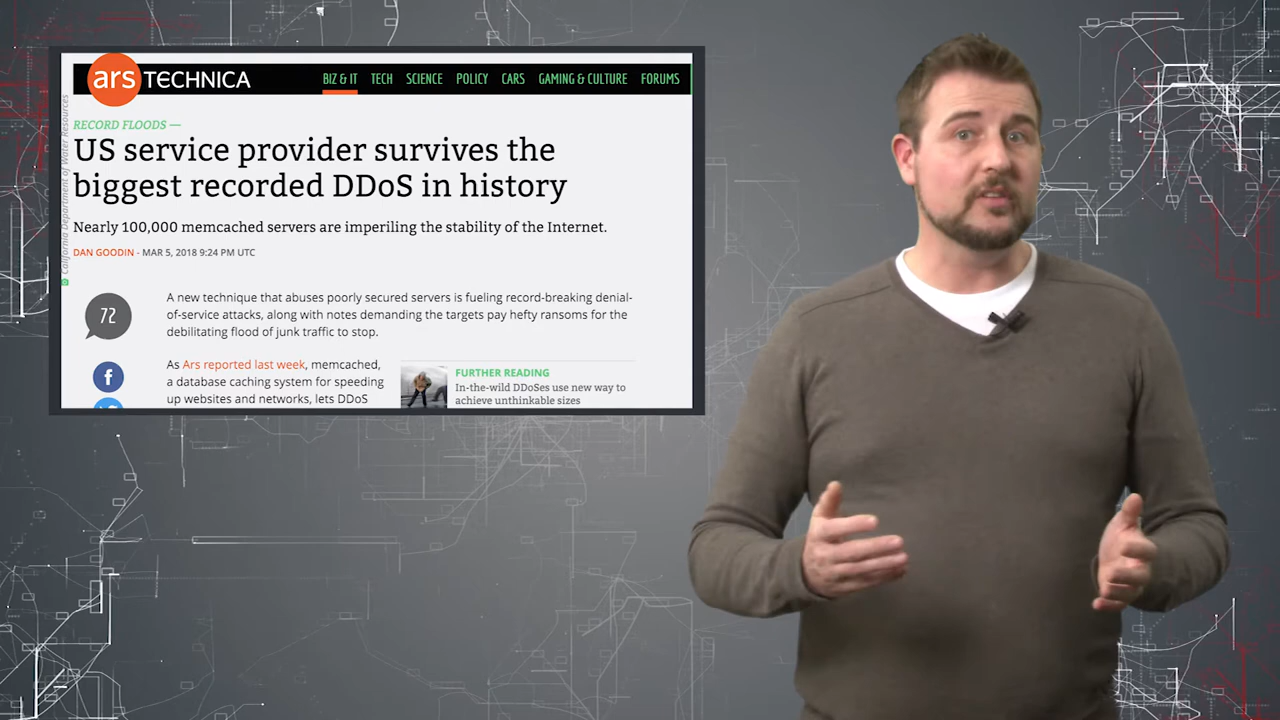 ars TECHNICA
BIZ & IT TECH SCIENCE POLICY CARS GAMING & CULTURE FORUMS
RECORD FLOODS —
US service provider survives the
biggest recorded DDoS in history
Nearly 100,000 memcached servers are imperiling the stability of the Internet.
DAN GOODIN - MAR 5, 2018 9:24 PM UTC
California Department of Water Resources
72
A new technique that abuses poorly secured servers is fueling record-breaking denial-
of-service attacks, along with notes demanding the targets pay hefty ransoms for the
debilitating flood of junk traffic to stop.
As Ars reported last week, memcached,
a database caching system for speeding
up websites and networks, lets DDoS
FURTHER READING
In-the-wild DDoSes use new way to
achieve unthinkable sizes